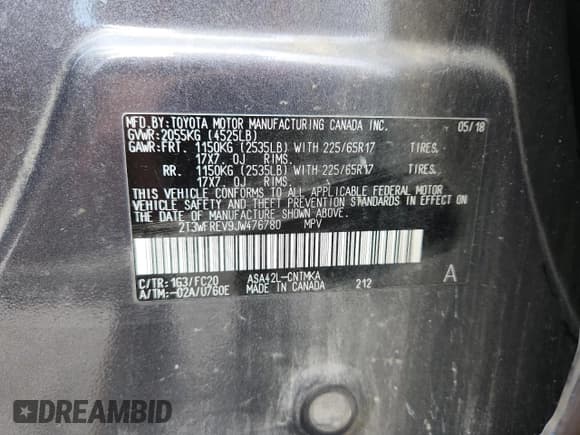 MFD.BY:TOYOTA MOTOR MANUFACTURING CANADA INC. 05/18
GVWR:2055KG (4525LB)
GAWR:FRT. 1150KG (2535LB) WITH 225/65R17 TIRES,
17X7.0J RIMS.
RR. 1150KG (2535LB) WITH 225/65R17 TIRES,
17X7.0J RIMS.
THIS VEHICLE CONFORMS TO ALL APPLICABLE FEDERAL MOTOR
VEHICLE SAFETY AND THEFT PREVENTION STANDARDS IN EFFECT ON THE DATE
OF MANUFACTURE SHOWN ABOVE.
2T3WFREV9JW476780 MPV
C/TR:163/FC20 ASA42L-CNTMKA A
A/TM:-02A/U760E MADE IN CANADA 212
DREAMBID